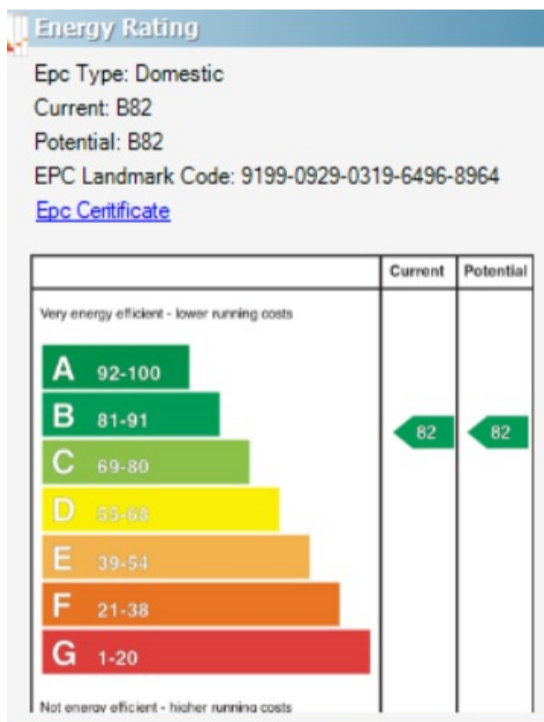 Energy Rating
Epc Type: Domestic
Current: B82
Potential: B82
EPC Landmark Code: 9199-0929-0319-6496-8964
Epc Ceritificate
Current Potential
Very energy efficient - lower running costs
A 92-100
B 81-91 82 82
C 69-80
D 55-68
E 39-54
F 21-38
G 1-20
Not energy efficient - higher running costs